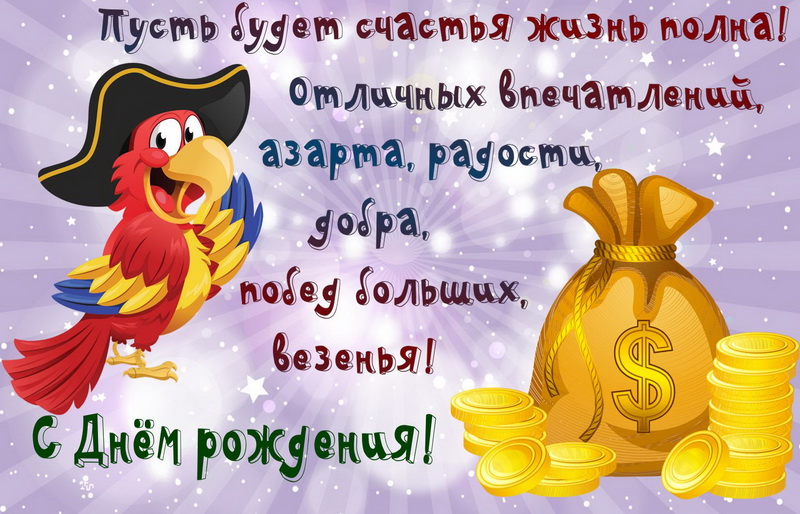 Пусть будет счастья жизнь полна!
Отличных впечатлений,
азарта, радости,
добра,
побед больших,
везенья!
С Днём рождения!
$